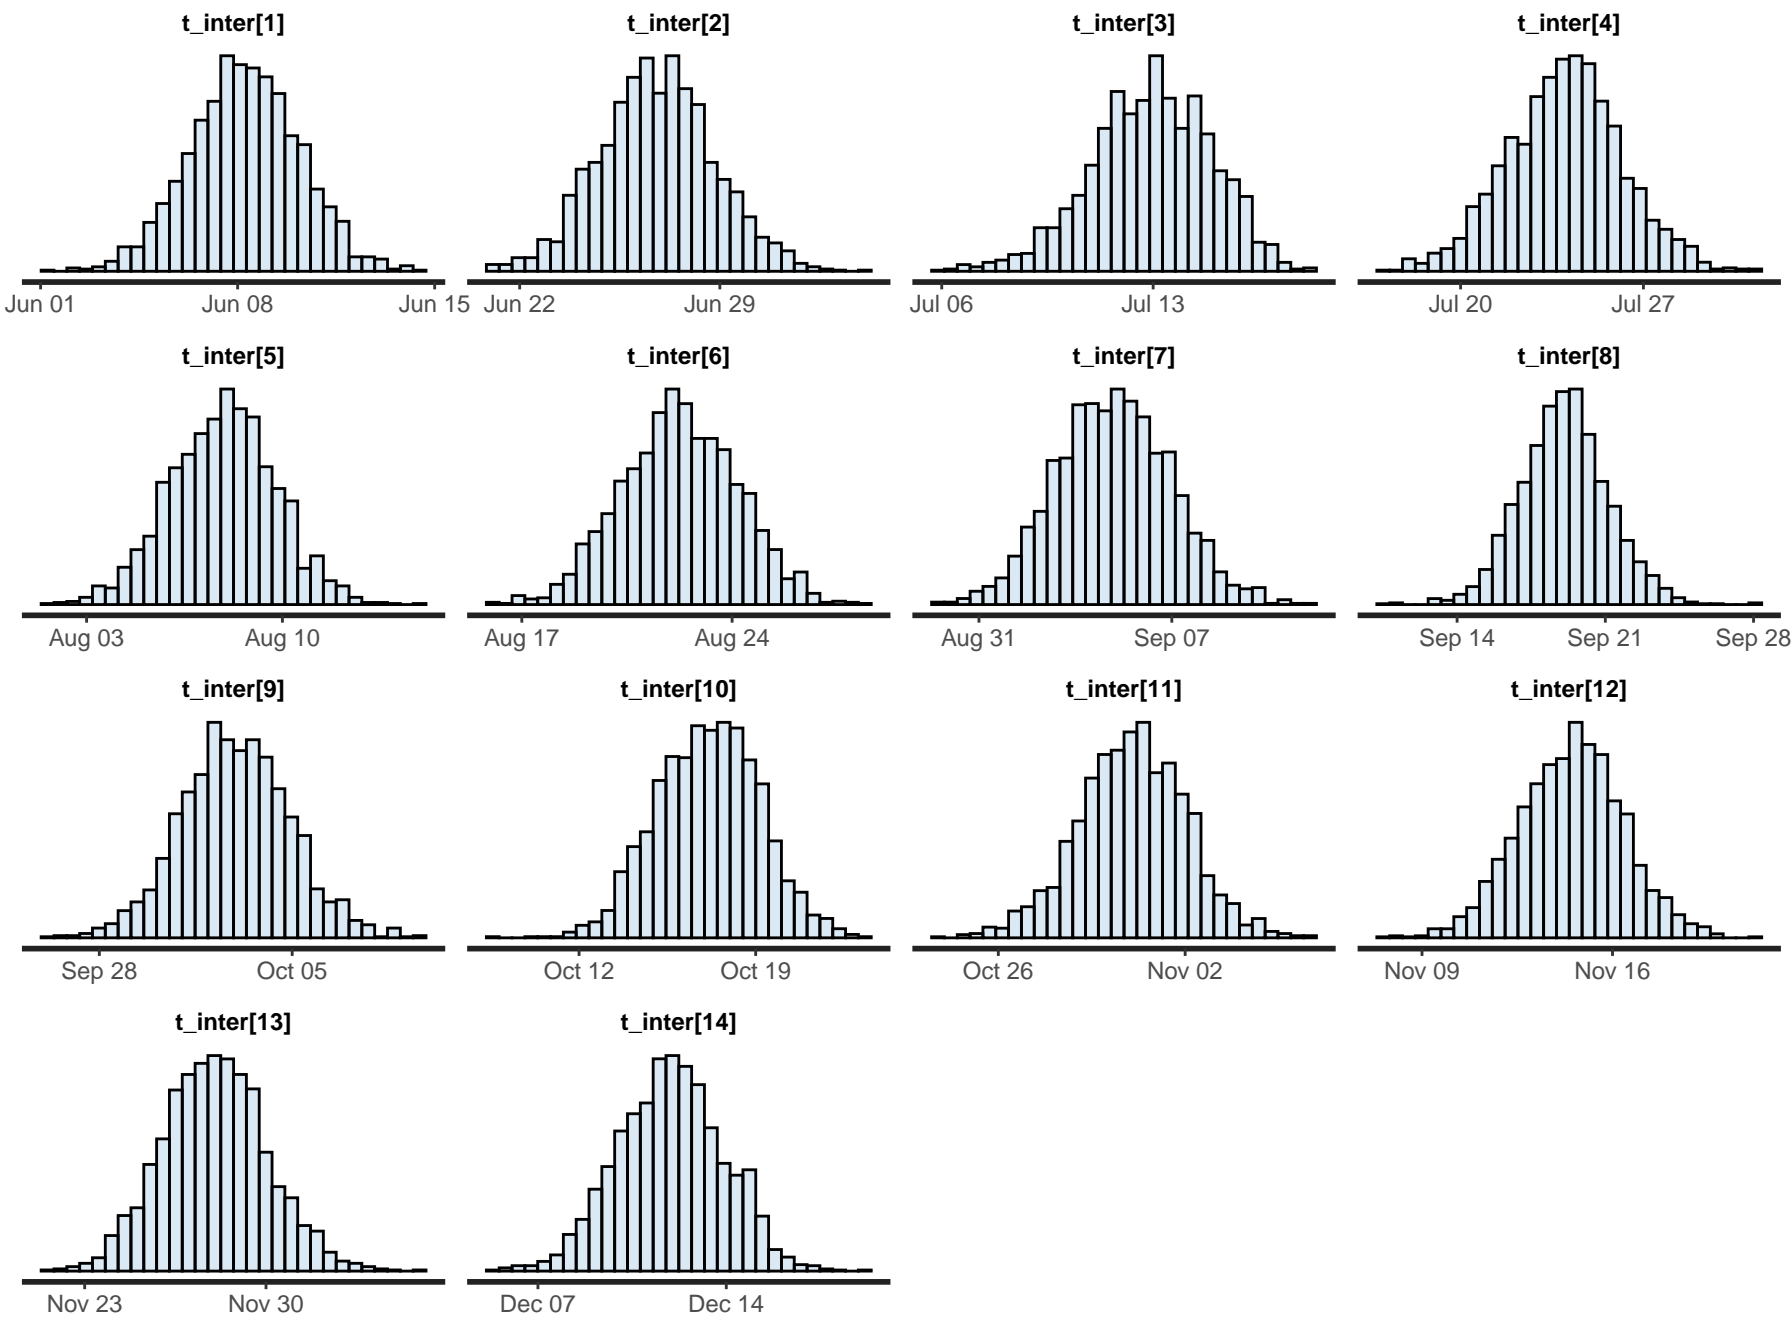 t_inter[1] t_inter[2] t_inter[3] t_inter[4]
Jun 01 Jun 08 Jun 15 Jun 22 Jun 29 Jul 06 Jul 13 Jul 20 Jul 27
t_inter[5] t_inter[6] t_inter[7] t_inter[8]
Aug 03 Aug 10 Aug 17 Aug 24 Aug 31 Sep 07 Sep 14 Sep 21 Sep 28
t_inter[9] t_inter[10] t_inter[11] t_inter[12]
Sep 28 Oct 05 Oct 12 Oct 19 Oct 26 Nov 02 Nov 09 Nov 16
t_inter[13] t_inter[14]
Nov 23 Nov 30 Dec 07 Dec 14